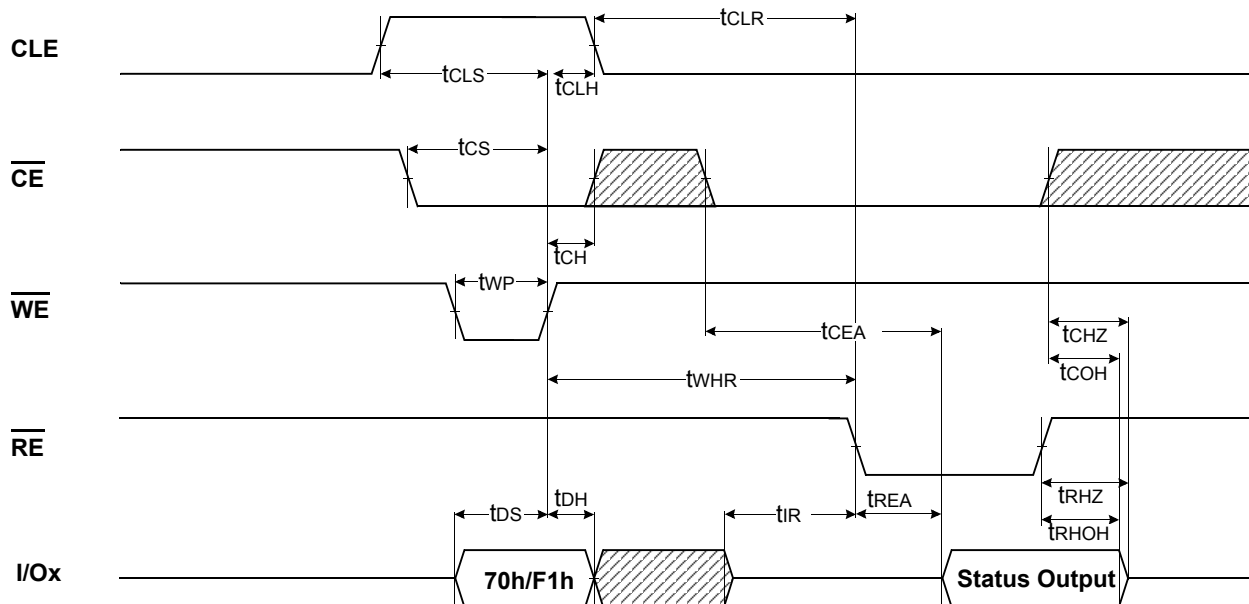 tCLR
CLE
tCLS
tCLH
tCS
CE
tCH
tWP
WE
tCEA
tCHZ
tCOH
tWHR
RE
tDH
tRHZ
tDS
tIR
tREA
tRHOH
I/Ox
70h/F1h
Status Output